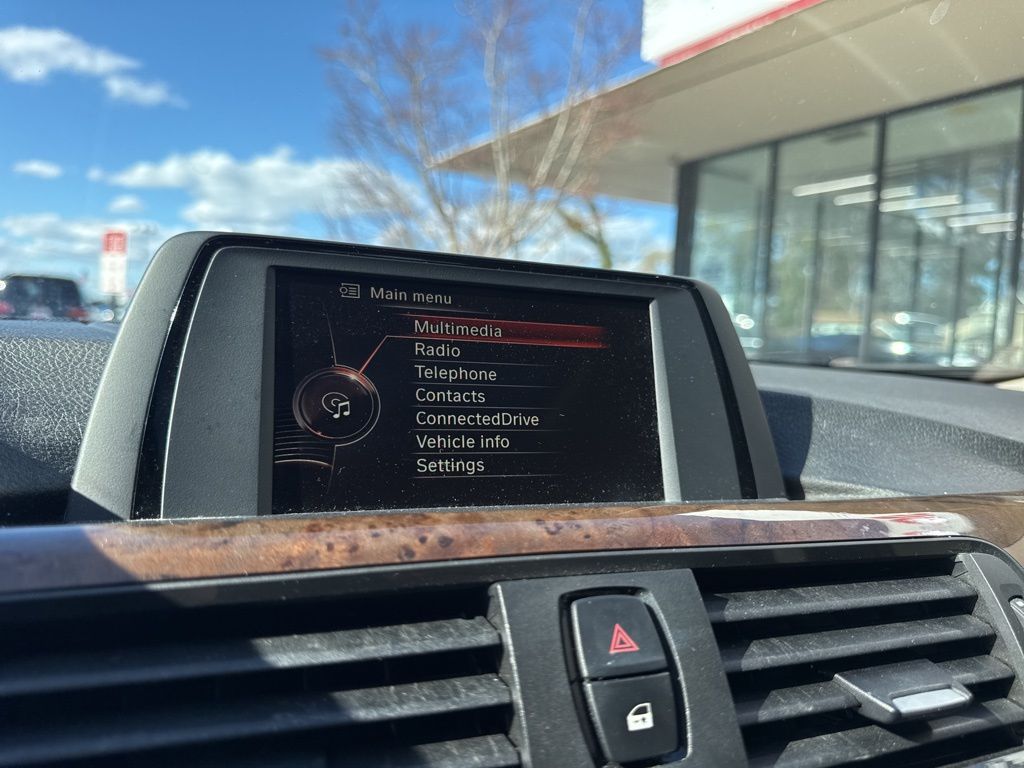 Main menu
Multimedia
Radio
Telephone
Contacts
ConnectedDrive
Vehicle info
Settings